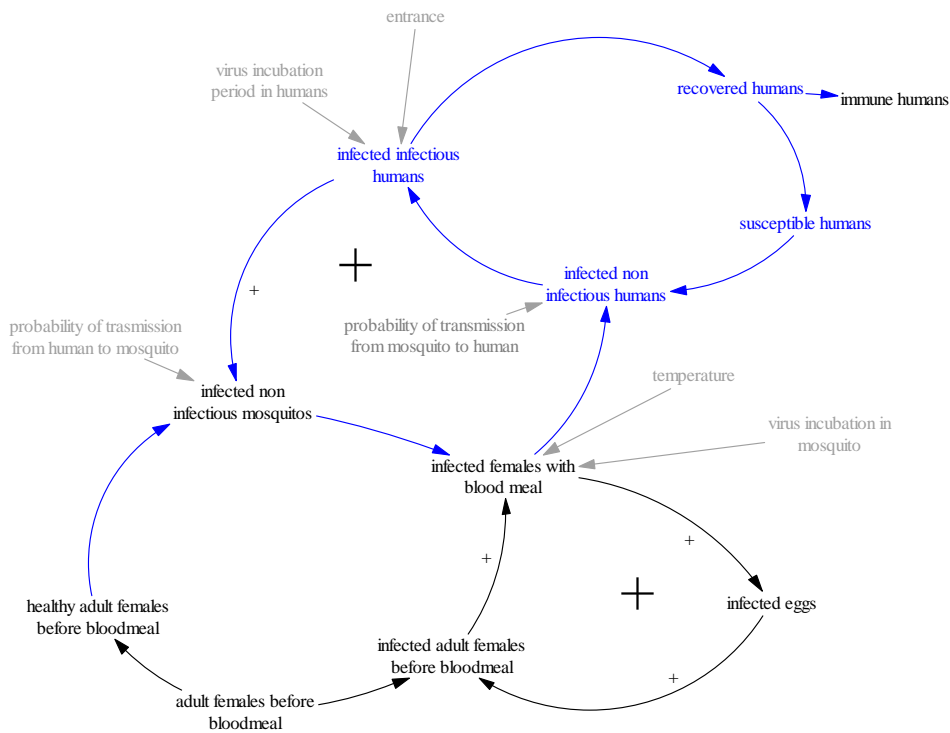 entrance
virus incubation
period in humans
recovered humans
immune humans
infected infectious
humans
susceptible humans
+
infected non
infectious humans
+
probability of trasmission
from human to mosquito
probability of transmission
from mosquito to human
temperature
infected non
infectious mosquitos
virus incubation in
mosquito
infected females with
blood meal
+
+
+
infected eggs
healthy adult females
before bloodmeal
infected adult females
before bloodmeal
+
adult females before
bloodmeal